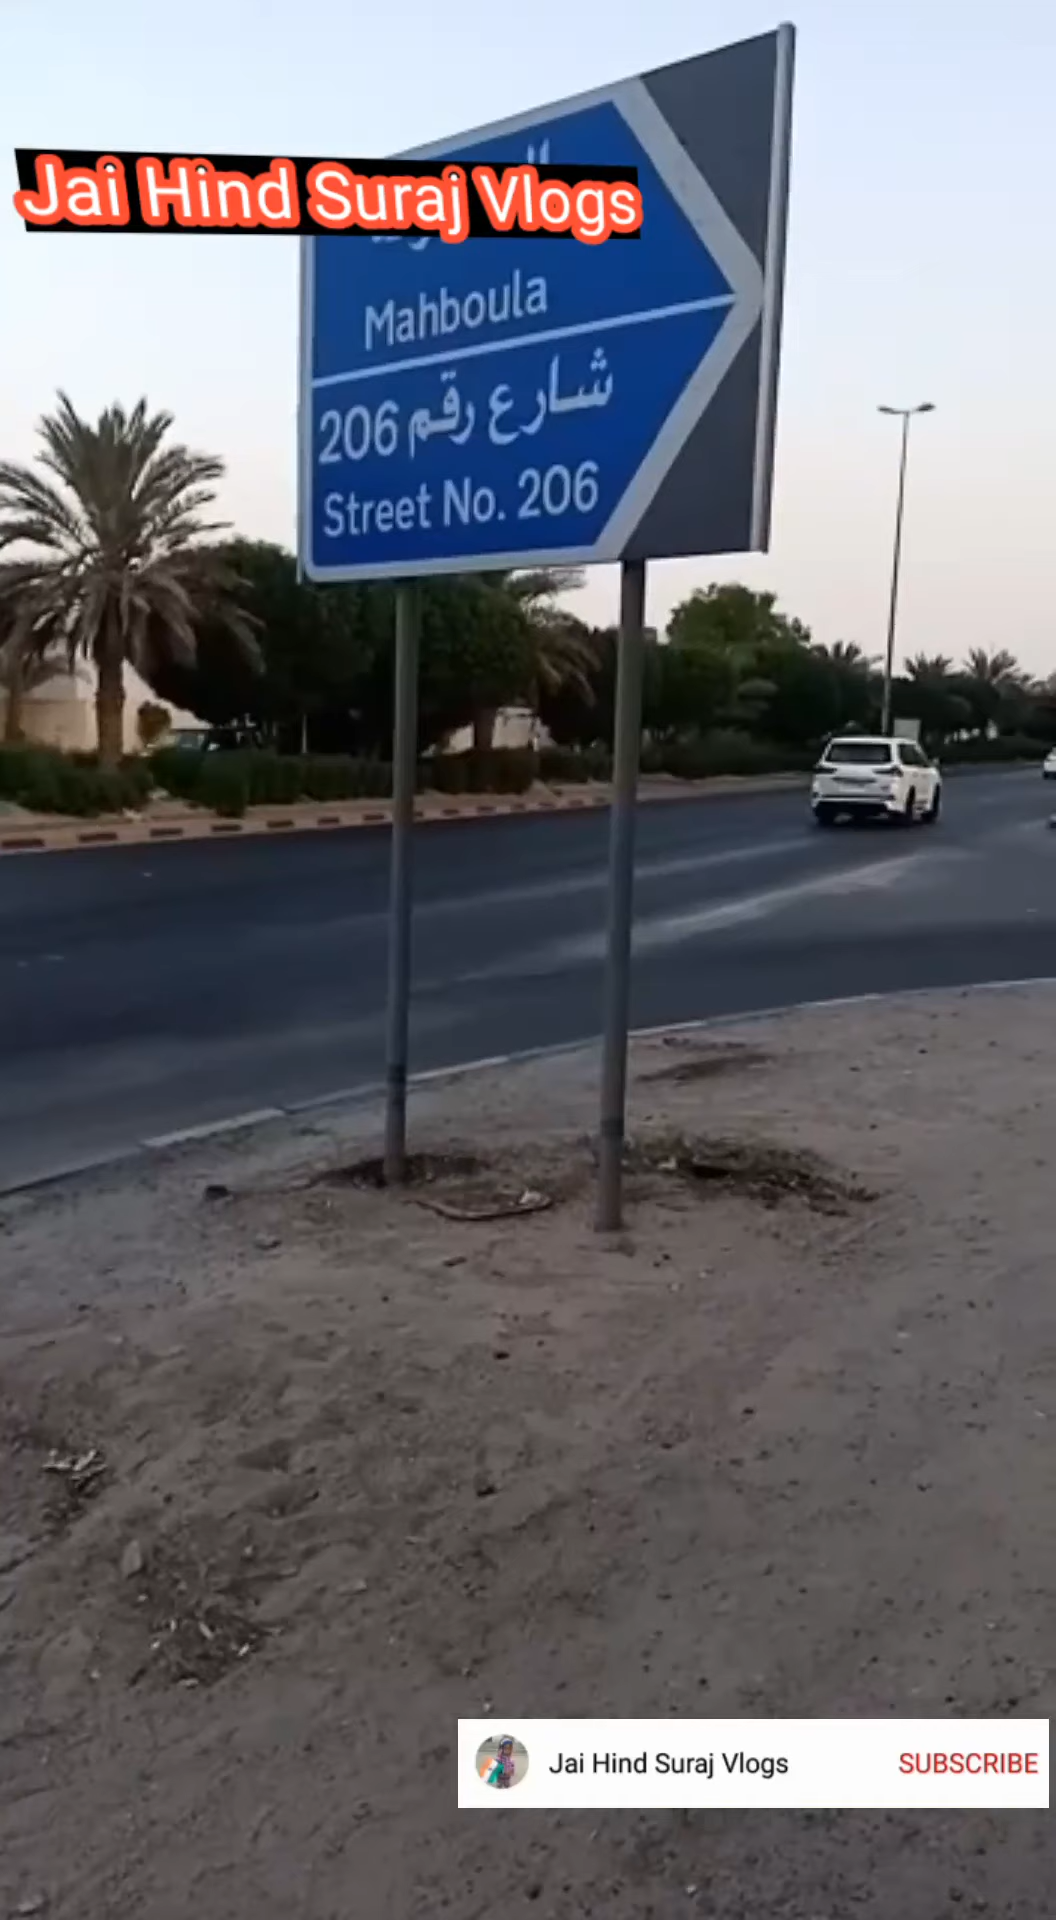 Jai Hind Suraj Vlogs
Mahboula
شارع رقم 206
Street No. 206
Jai Hind Suraj Vlogs
SUBSCRIBE